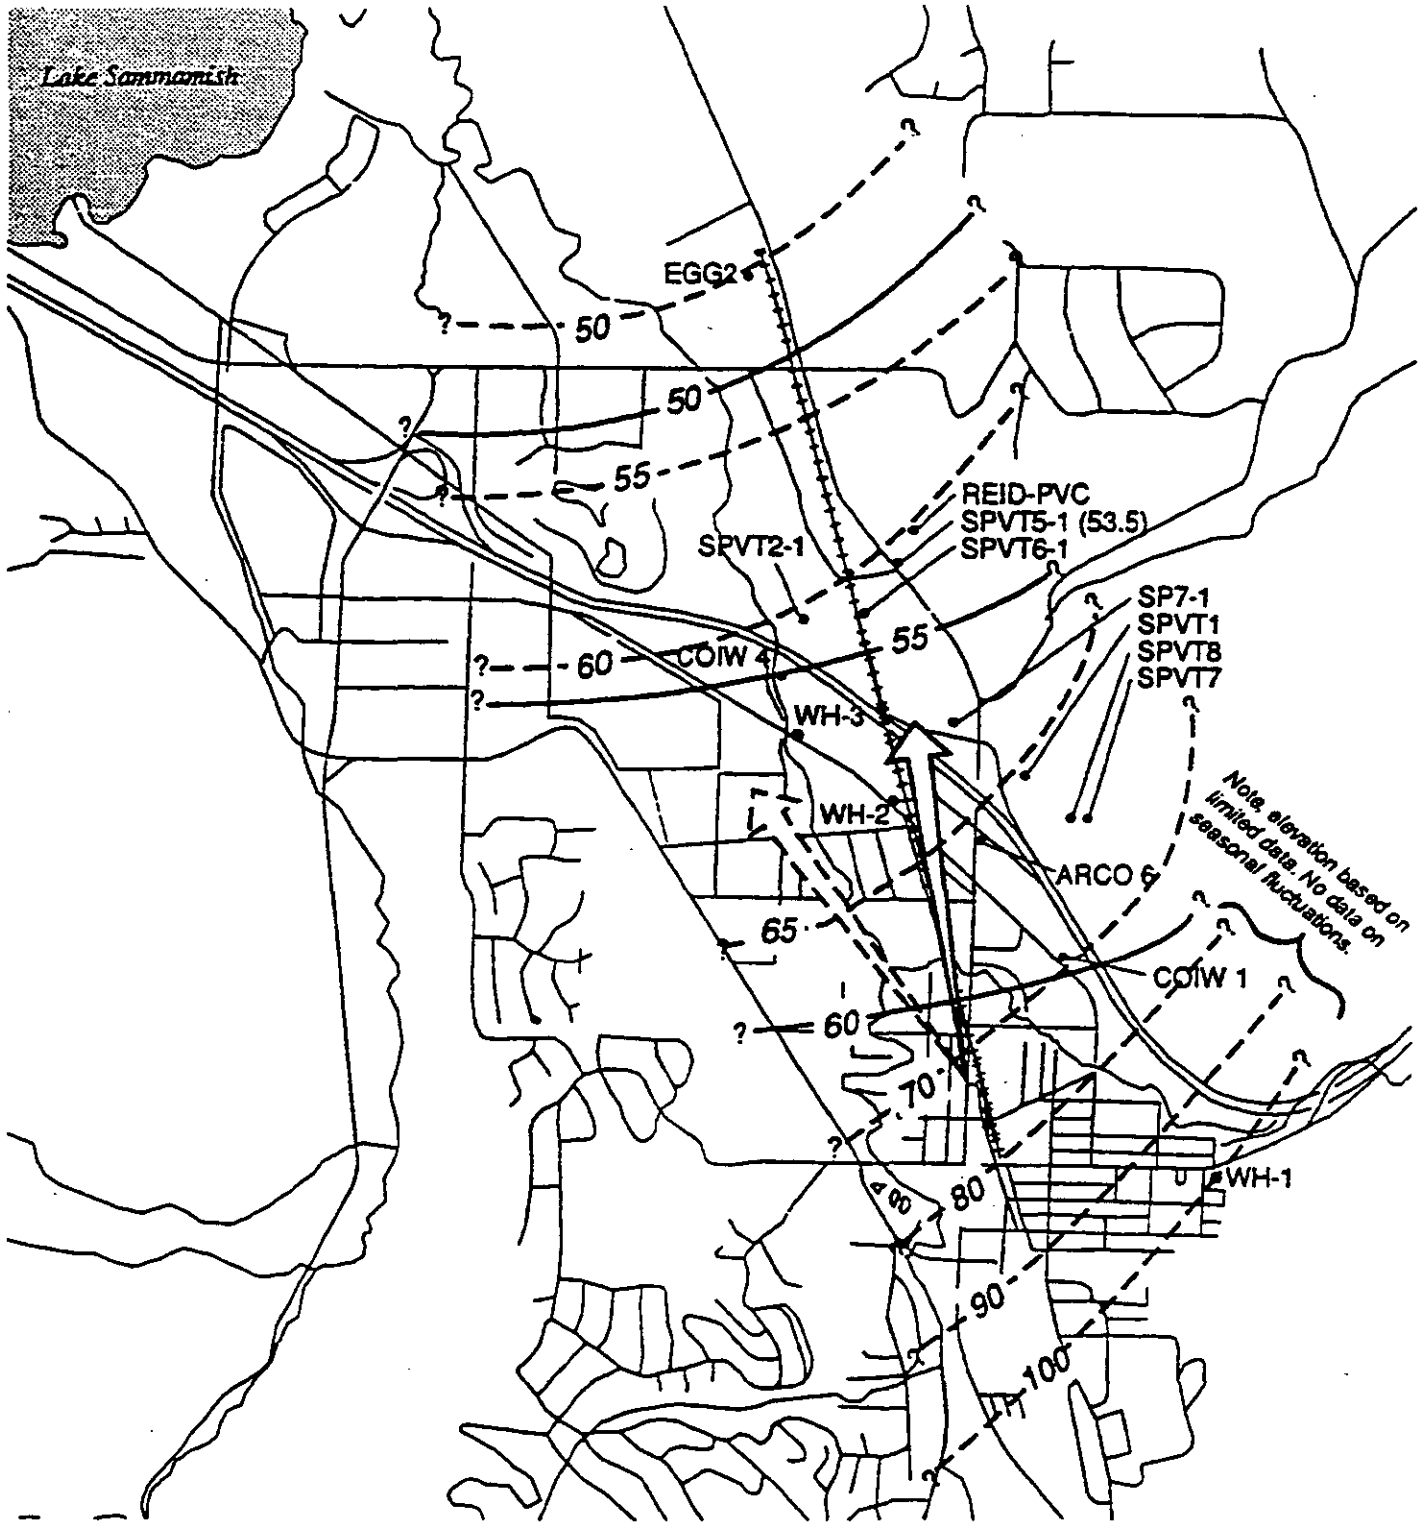 Lake Sammamish
?
?
EGG2
?
?
50
50
?
?
55
?
REID-PVC
SPVT5-1 (53.5)
SPVT6-1
SPVT2-1
?
SP7-1
SPVT1
SPVT8
SPVT7
?
55
?
60
COIW 4
?
?
WH-3
WH-2
Note, elevation based on
limited data. No data on
seasonal fluctuations.
ARCO 6
?
?
65
COIW 1
?
?
60
?
70
?
80
WH-1
90
?
100
?